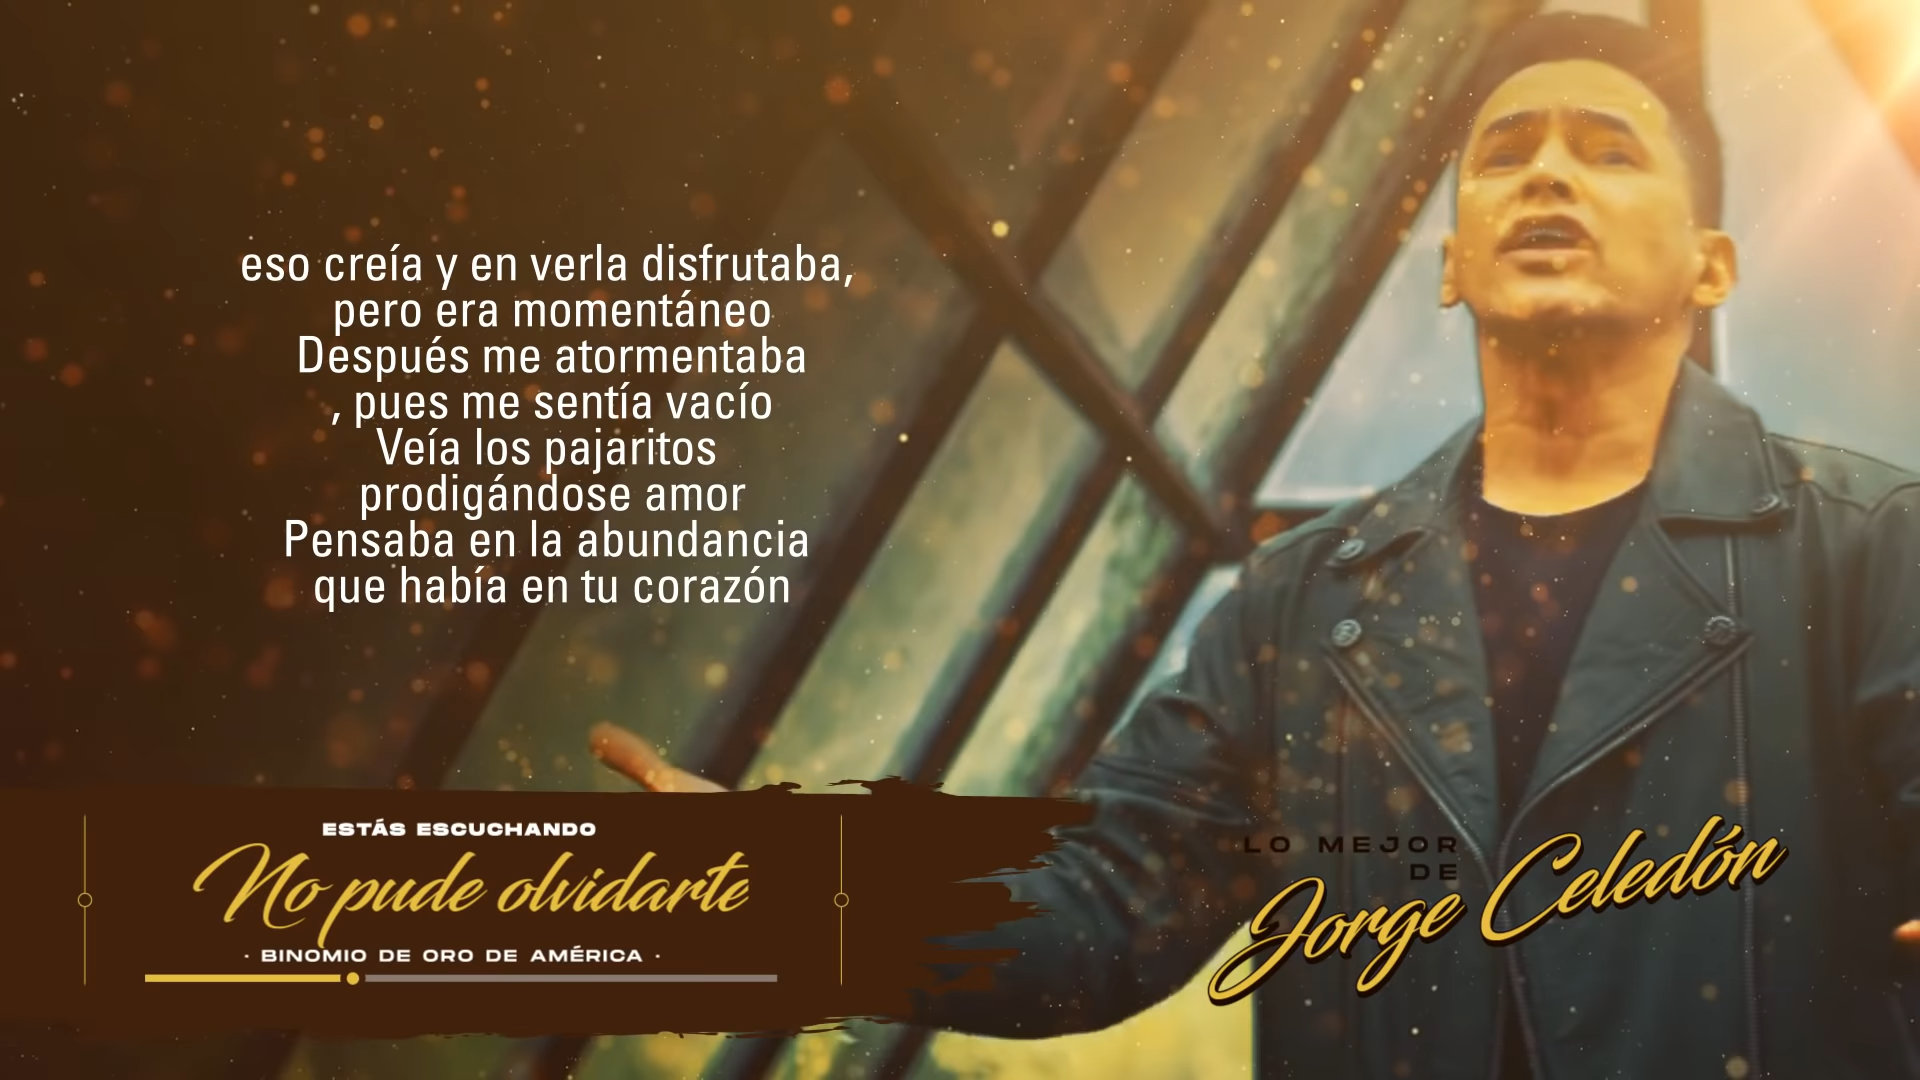 eso creía y en verla disfrutaba,
pero era momentáneo
Después me atormentaba
, pues me sentía vacío
Veía los pajaritos
prodigándose amor
Pensaba en la abundancia
que había en tu corazón
ESTÁS ESCUCHANDO
No pude olvidarte
· BINOMIO DE ORO DE AMÉRICA ·
LO MEJOR
DE
Jorge Celedón